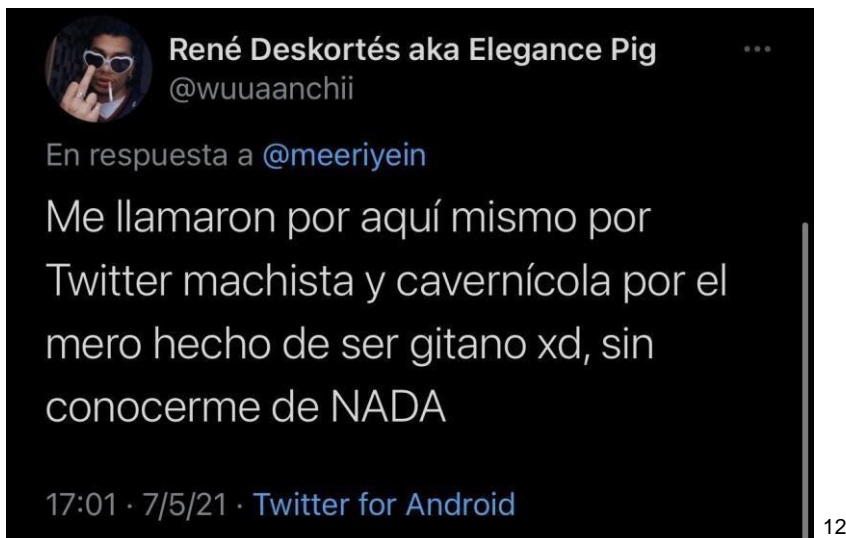 René Deskortés aka Elegance Pig
@wuuaanchii
En respuesta a @meeriyein
Me llamaron por aquí mismo por
Twitter machista y cavernícola por el
mero hecho de ser gitano xd, sin
conocerme de NADA
17:01 · 7/5/21 · Twitter for Android
12